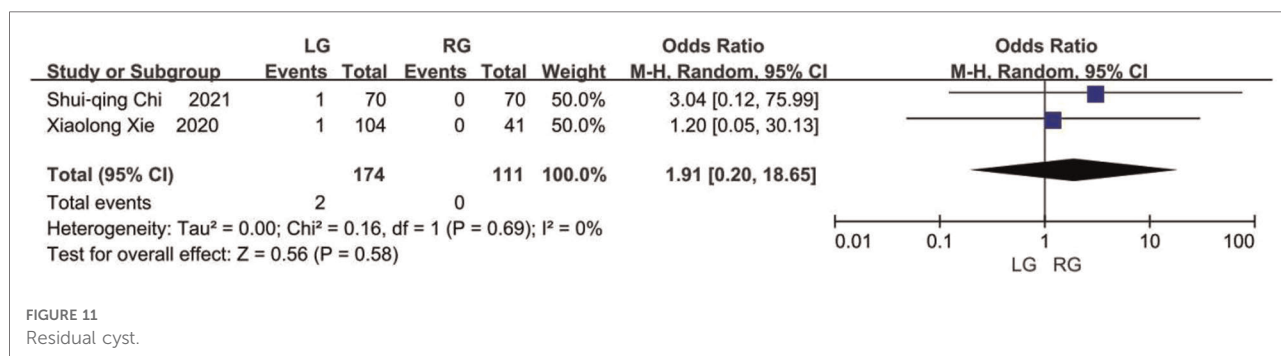 LG RG Odds Ratio Odds Ratio
Study or Subgroup Events Total Events Total Weight M-H, Random, 95% CI M-H, Random, 95% CI
Shui-qing Chi 2021 1 70 0 70 50.0% 3.04 [0.12, 75.99]
Xiaolong Xie 2020 1 104 0 41 50.0% 1.20 [0.05, 30.13]
Total (95% CI) 174 111 100.0% 1.91 [0.20, 18.65]
Total events 2 0
Heterogeneity: Tau² = 0.00; Chi² = 0.16, df = 1 (P = 0.69); I² = 0%
Test for overall effect: Z = 0.56 (P = 0.58)
0.01 0.1 1 10 100
LG RG
FIGURE 11
Residual cyst.